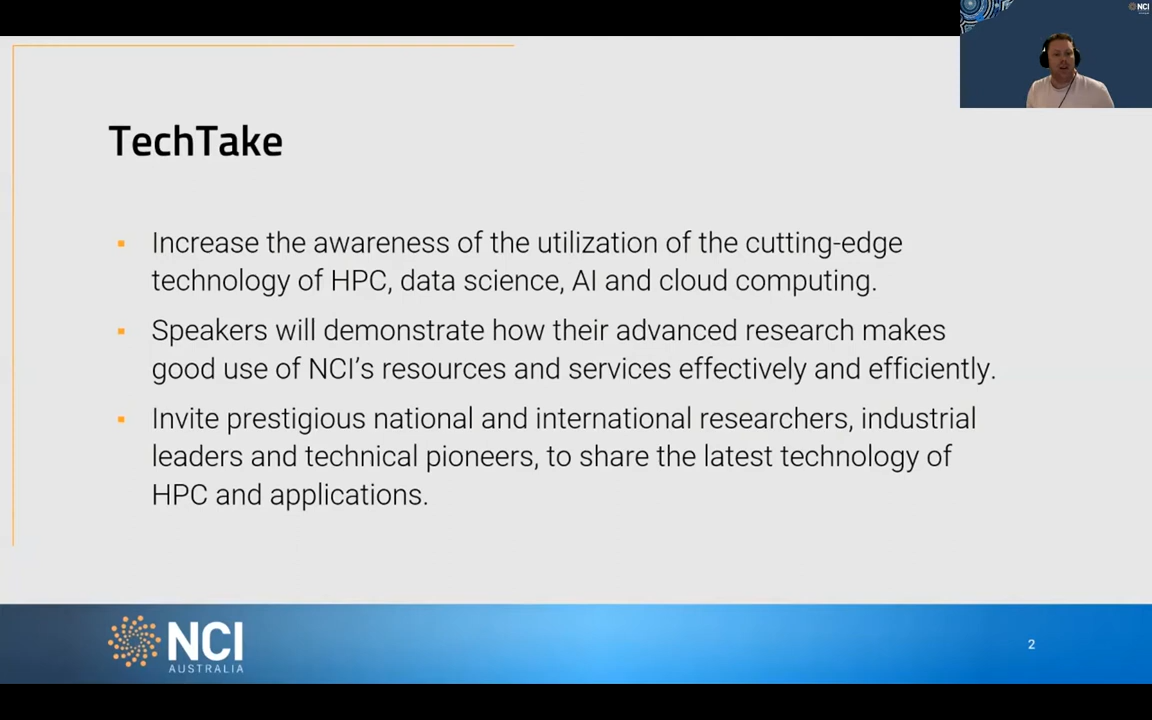 NCI
TechTake
Increase the awareness of the utilization of the cutting-edge
technology of HPC, data science, AI and cloud computing.
Speakers will demonstrate how their advanced research makes
good use of NCI’s resources and services effectively and efficiently.
Invite prestigious national and international researchers, industrial
leaders and technical pioneers, to share the latest technology of
HPC and applications.
NCI
AUSTRALIA
2